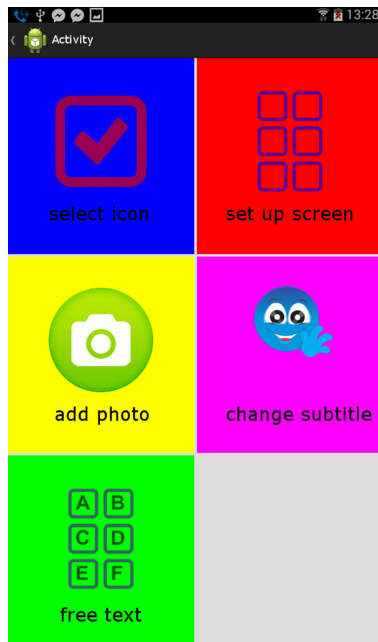 13:28
Activity
select icon
set up screen
add photo
change subtitle
A B
C D
E F
free text